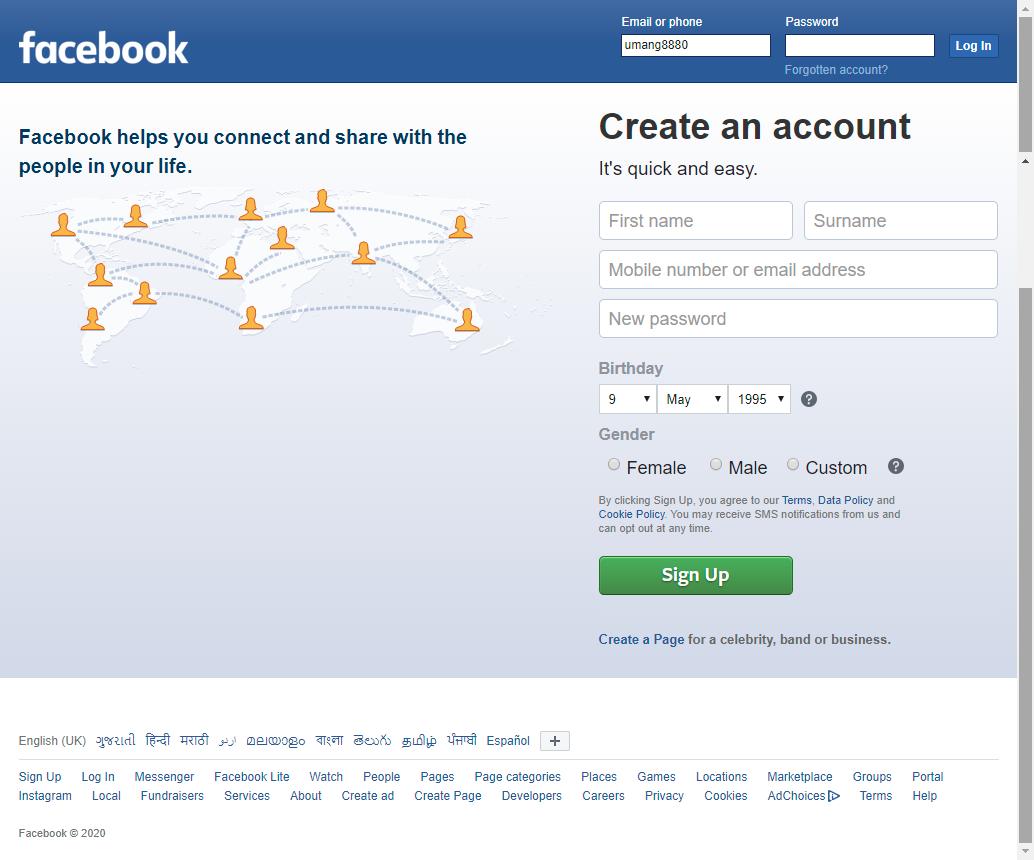 facebook
Email or phone
Password
umang8880
Log In
Forgotten account?
Facebook helps you connect and share with the
people in your life.
Create an account
It's quick and easy.
First name Surname
Mobile number or email address
New password
Birthday
9 May 1995 ?
Gender
Female Male Custom ?
By clicking Sign Up, you agree to our Terms, Data Policy and
Cookie Policy. You may receive SMS notifications from us and
can opt out at any time.
Sign Up
Create a Page for a celebrity, band or business.
English (UK) ગુજરાતી हिन्दी मराठी اردو മലയാളം বাংলা తెలుగు தமிழ் ਪੰਜਾਬੀ Español +
Sign Up Log In Messenger Facebook Lite Watch People Pages Page categories Places Games Locations Marketplace Groups Portal
Instagram Local Fundraisers Services About Create ad Create Page Developers Careers Privacy Cookies AdChoices Terms Help
Facebook © 2020